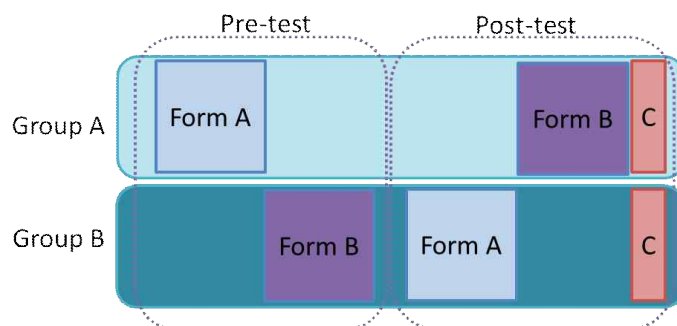 Pre-test
Post-test
Group A
Form A
Form B
C
Group B
Form B
Form A
C